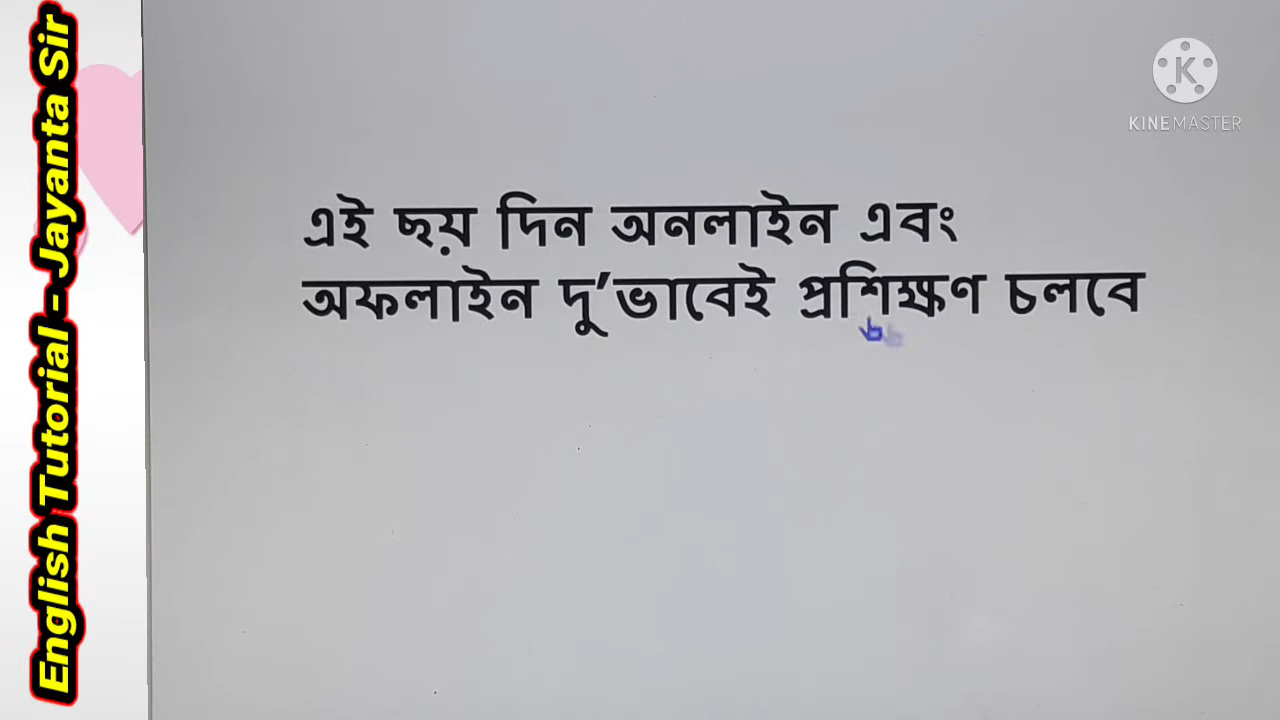 English Tutorial - Jayanta Sir
KINEMASTER
এই ছয় দিন অনলাইন এবং
অফলাইন দু’ভাবেই প্রশিক্ষণ চলবে